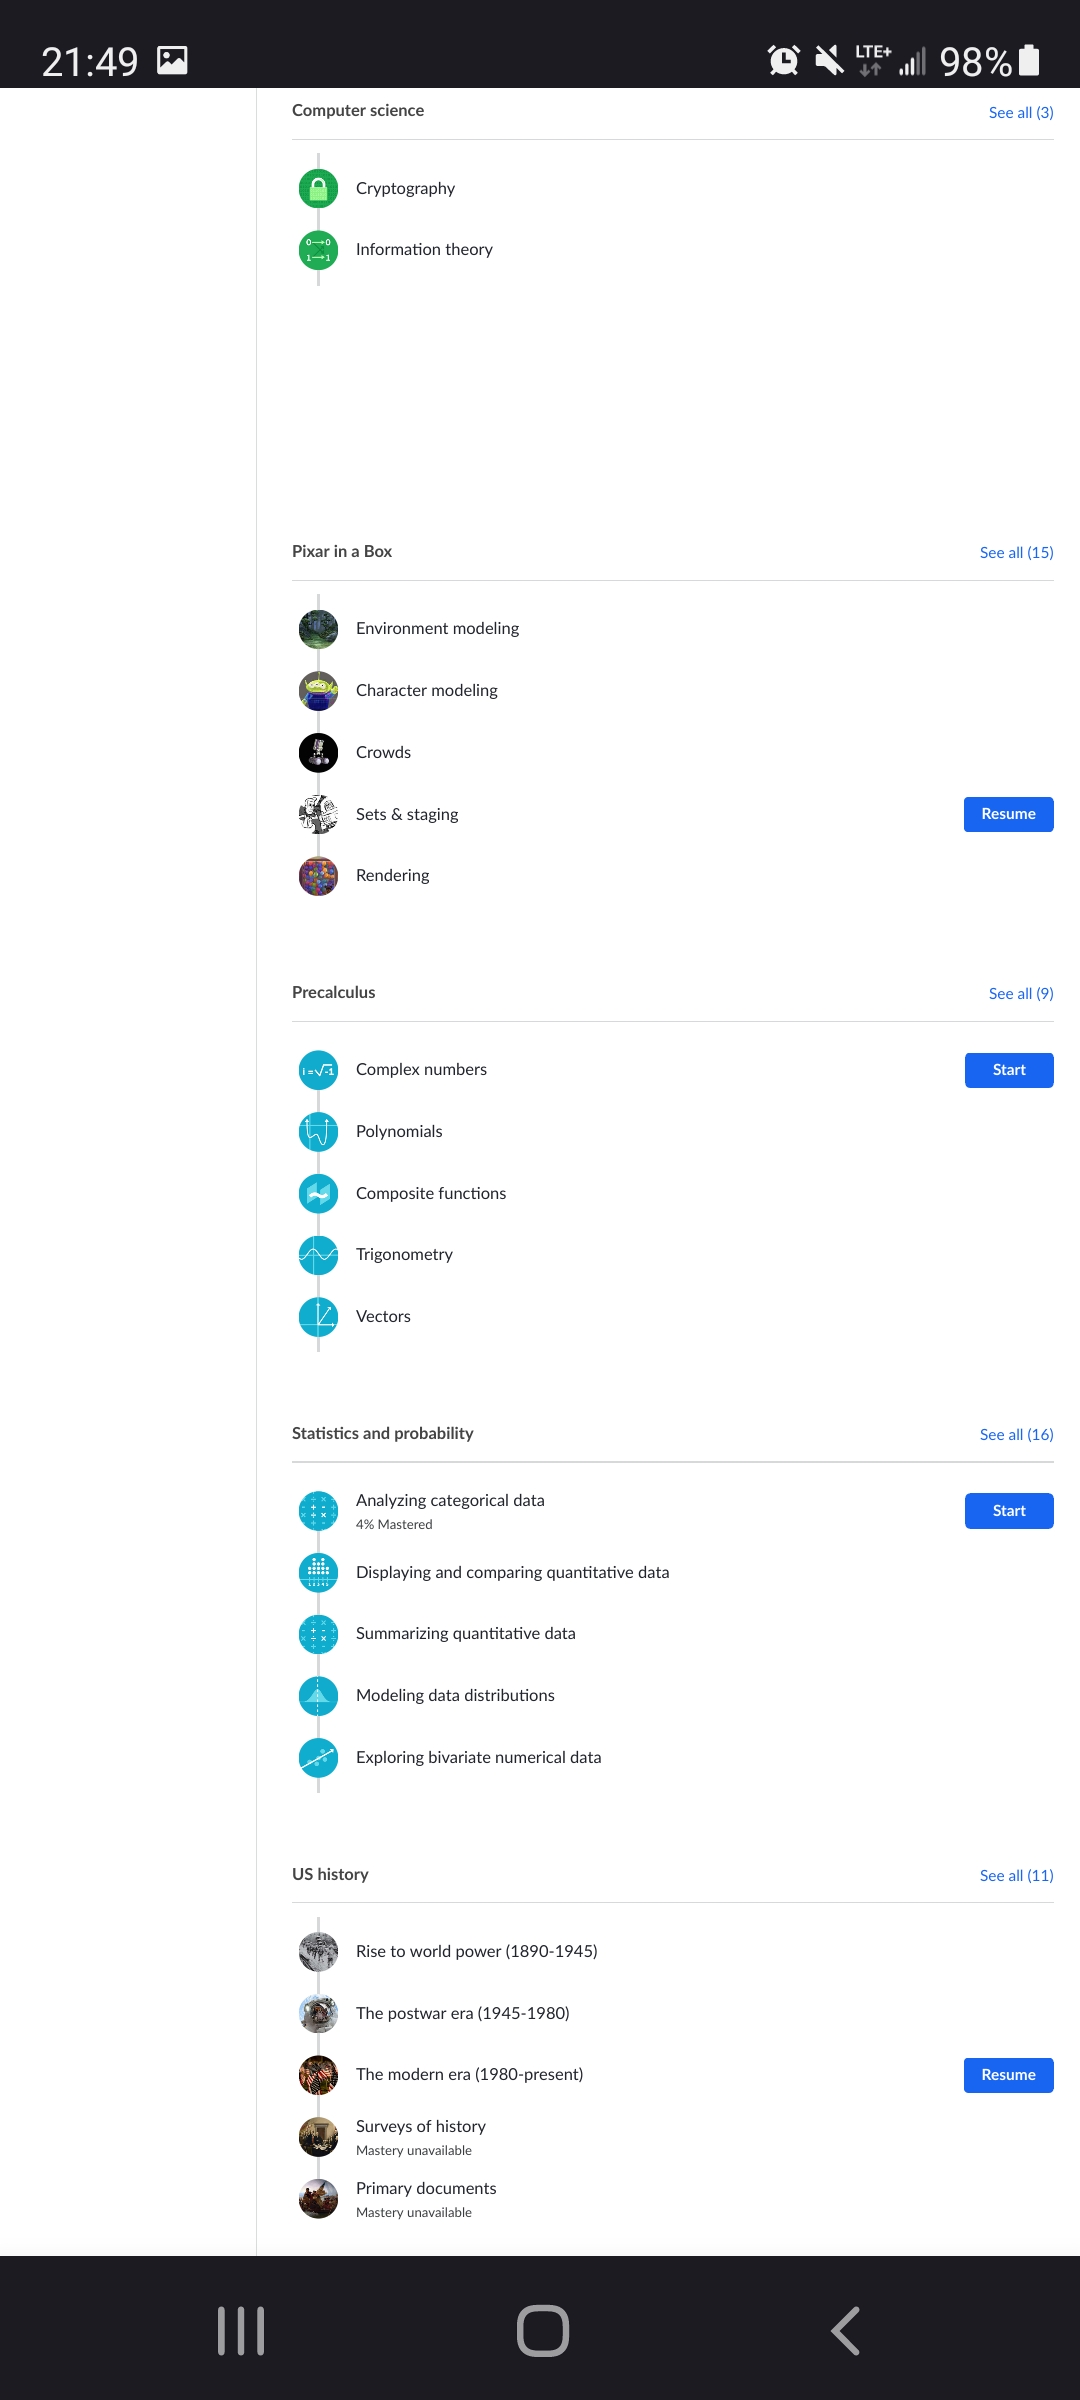 21:49
LTE+
98%
Computer science
See all (3)
Cryptography
0→0
1→1
Information theory
Pixar in a Box
See all (15)
Environment modeling
Character modeling
Crowds
Sets & staging
Resume
Rendering
Precalculus
See all (9)
i=√-1
Complex numbers
Start
Polynomials
Composite functions
Trigonometry
Vectors
Statistics and probability
See all (16)
Analyzing categorical data
4% Mastered
Start
Displaying and comparing quantitative data
Summarizing quantitative data
Modeling data distributions
Exploring bivariate numerical data
US history
See all (11)
Rise to world power (1890-1945)
The postwar era (1945-1980)
The modern era (1980-present)
Resume
Surveys of history
Mastery unavailable
Primary documents
Mastery unavailable